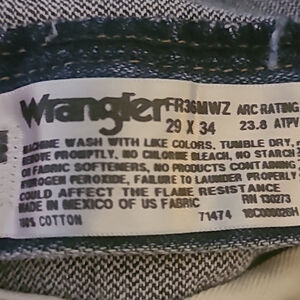 Wrangler FR36MWZ ARC RATING
29 X 34 23.8 ATPV
MACHINE WASH WITH LIKE COLORS, TUMBLE DRY,
REMOVE PROMPTLY. NO CHLORINE BLEACH, NO STARCH
OR FABRIC SOFTENERS, NO PRODUCTS CONTAINING
HYDROGEN PEROXIDE. FAILURE TO LAUNDER PROPERLY
COULD AFFECT THE FLAME RESISTANCE
MADE IN MEXICO OF US FABRIC RN 130273
100% COTTON 71474